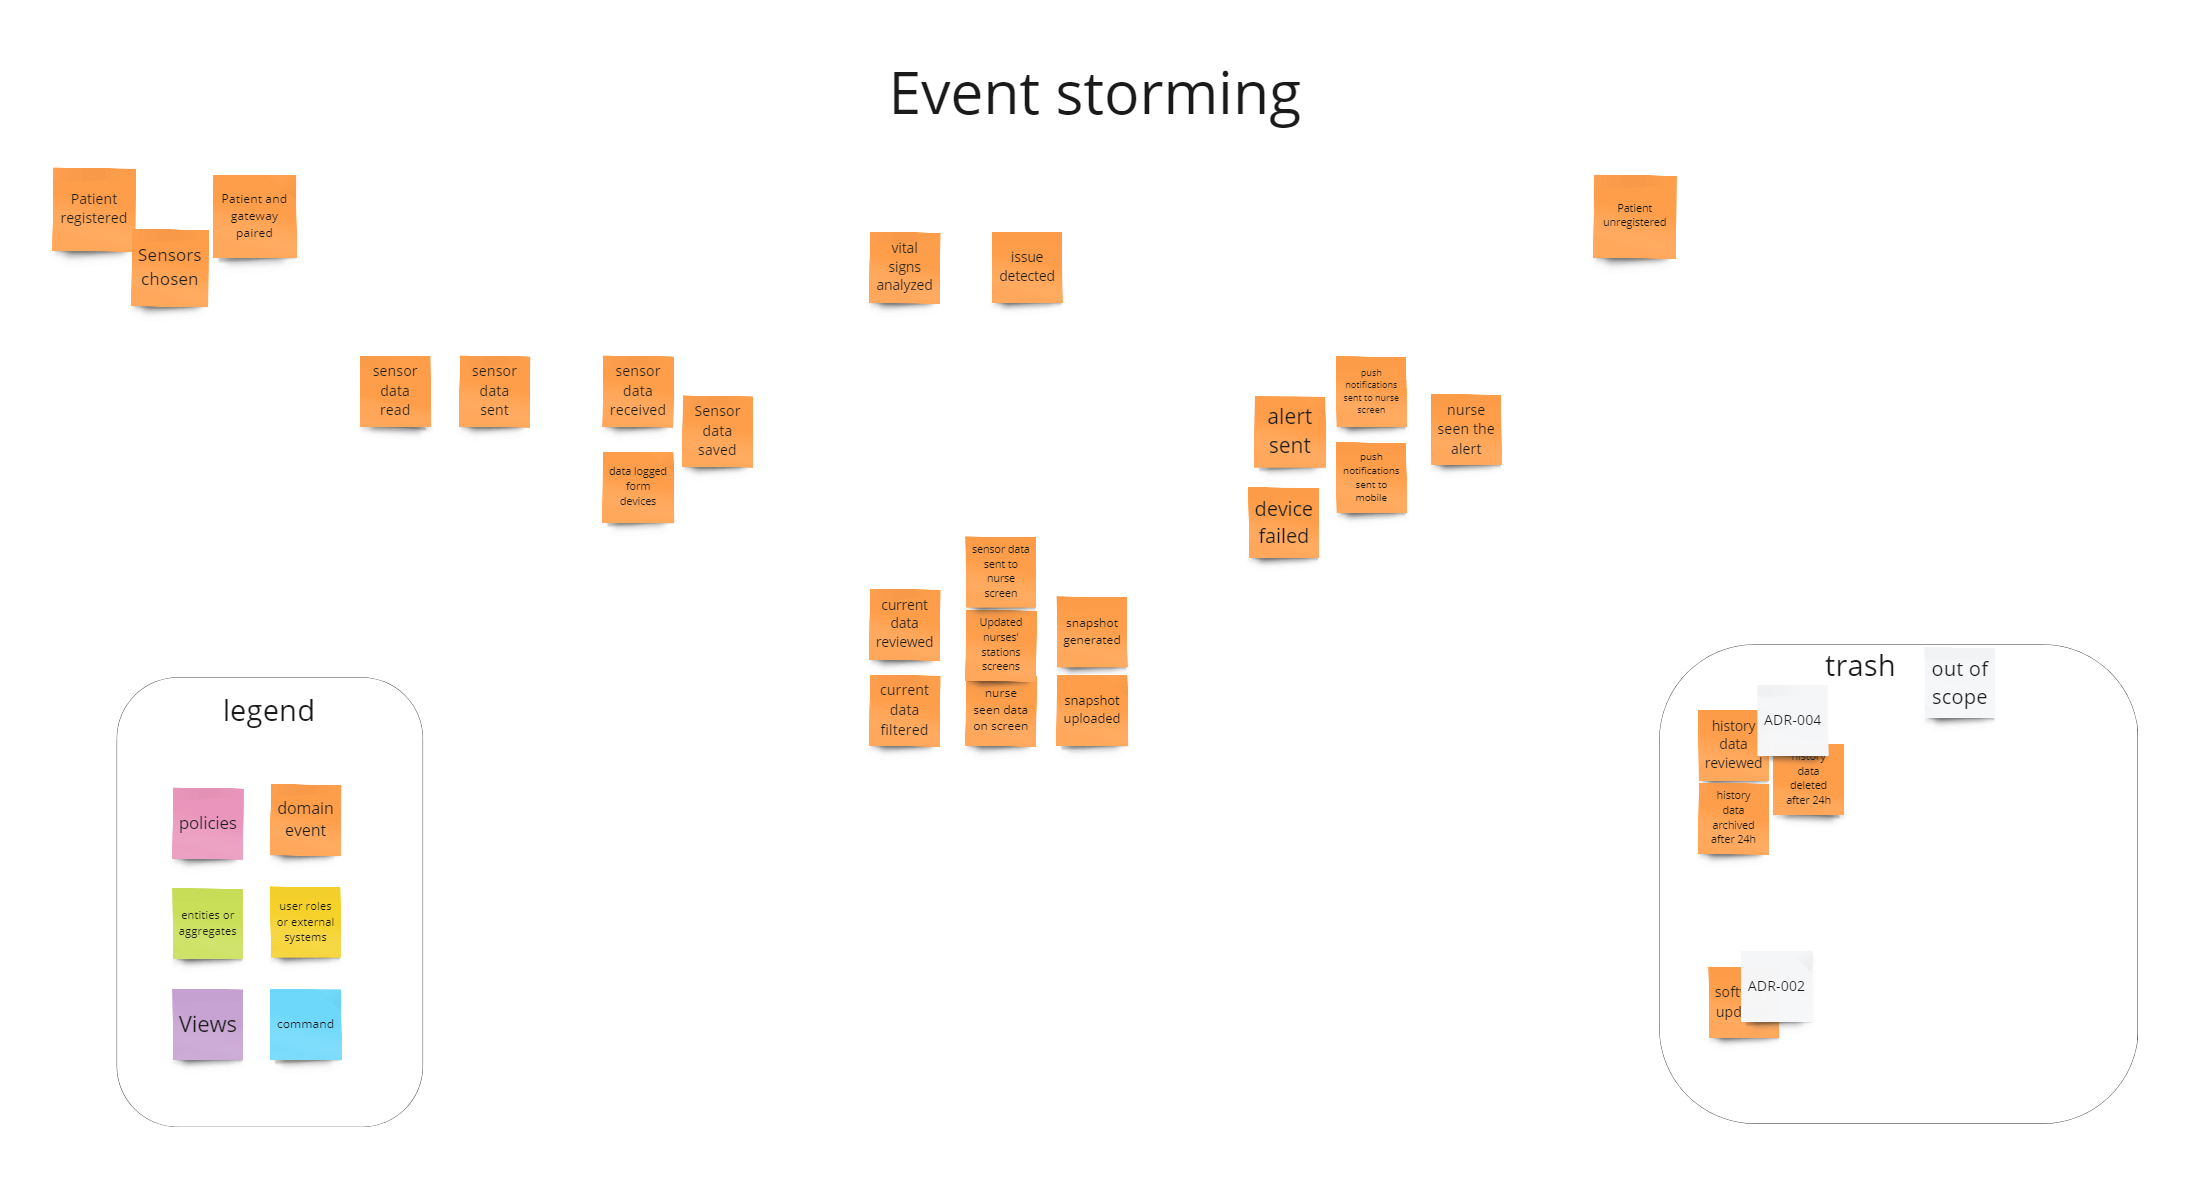 Event storming
Patient
registered
Sensors
chosen
Patient and
gateway
paired
vital
signs
analyzed
issue
detected
Patient
unregistered
sensor
data
read
sensor
data
sent
sensor
data
received
Sensor
data
saved
data logged
form
devices
alert
sent
push
notifications
sent to nurse
screen
push
notifications
sent to
mobile
nurse
seen the
alert
device
failed
current
data
reviewed
current
data
filtered
sensor data
sent to
nurse
screen
Updated
nurses'
stations
screens
nurse
seen data
on screen
snapshot
generated
snapshot
uploaded
legend
policies
domain
event
entities or
aggregates
user roles
or external
systems
Views
command
trash
out of
scope
history
data
reviewed
ADR-004
history
data
deleted
after 24h
history
data
archived
after 24h
soft
upd
ADR-002